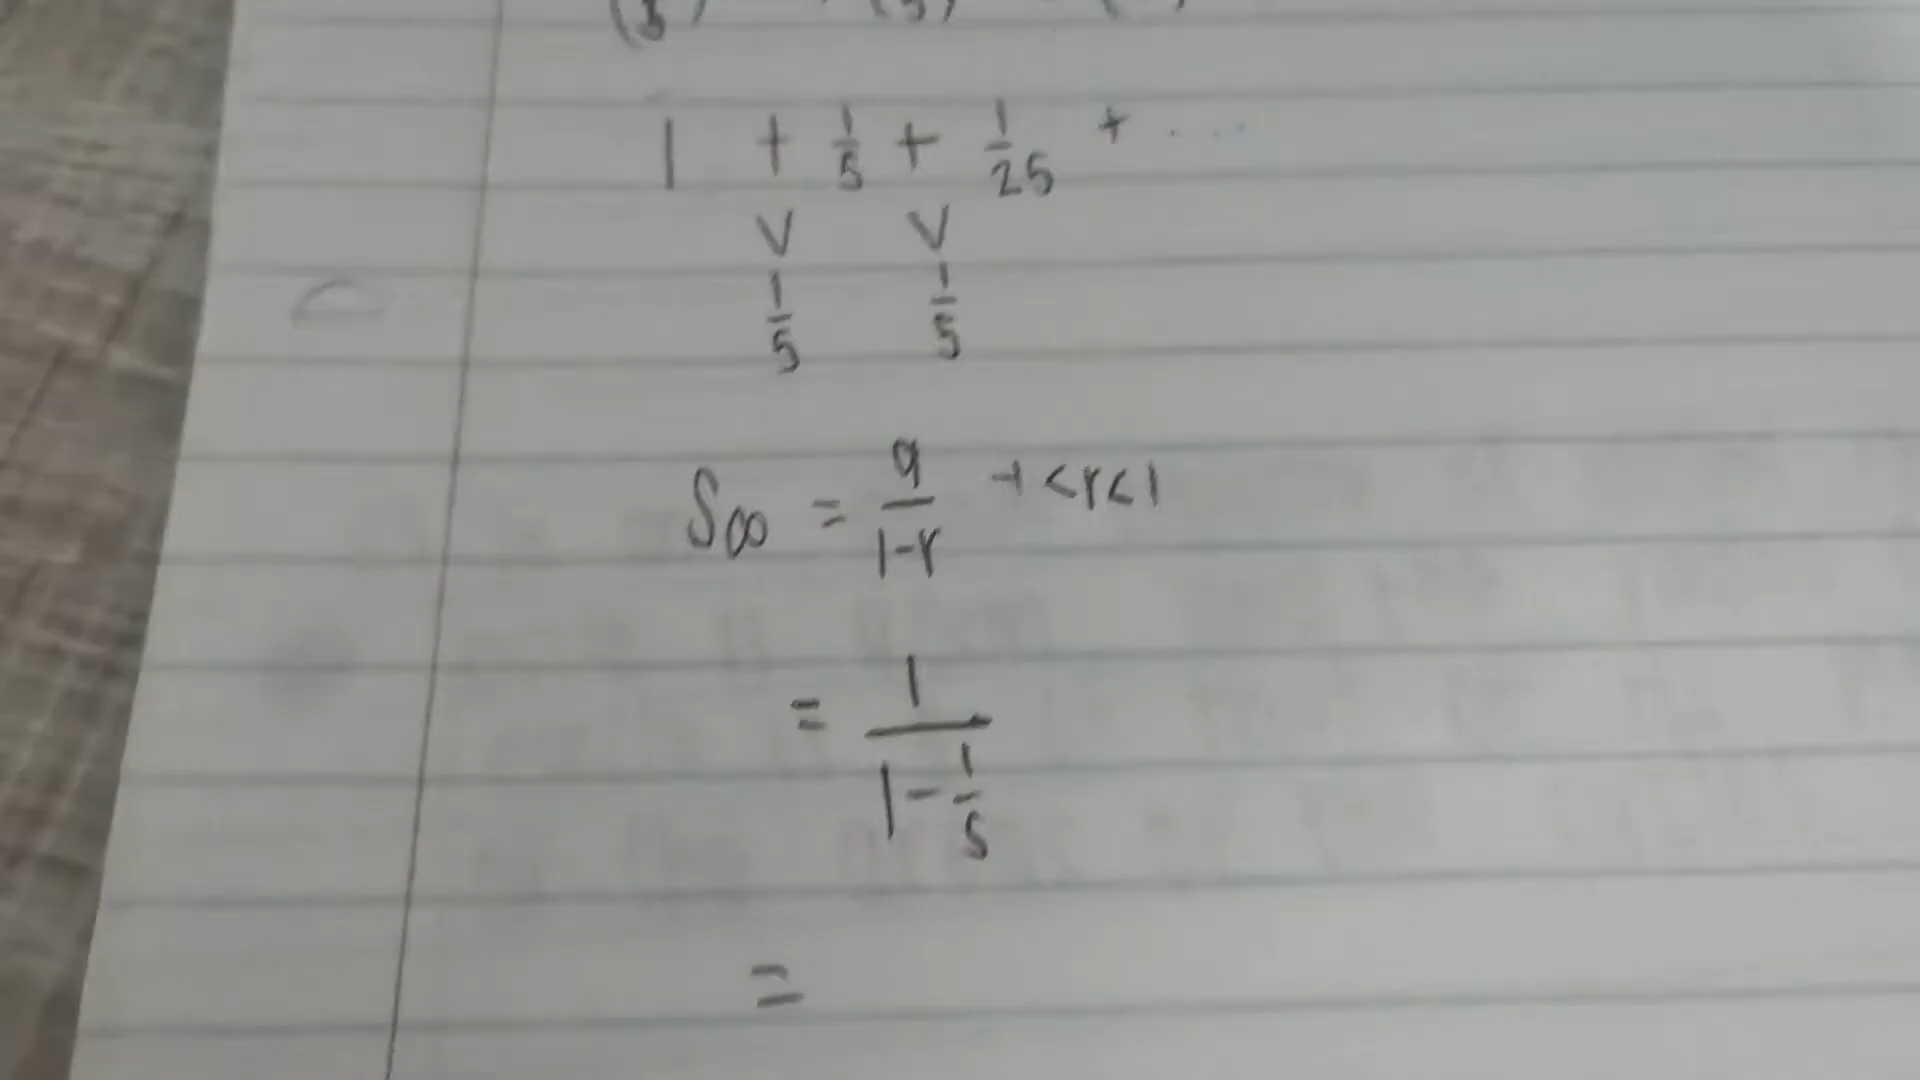 1 + 1/5 + 1/25 + ....
V V
1/5 1/5
S∞ = a/(1-r) -1<r<1
= 1/(1-1/5)
=